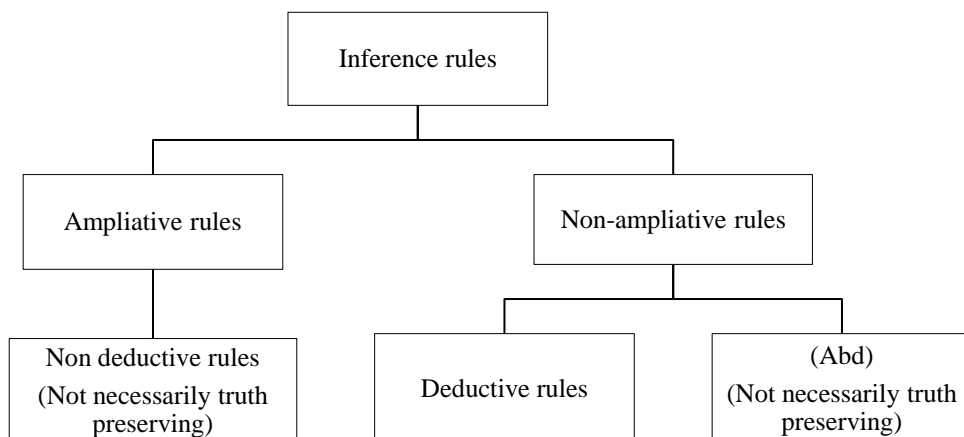 Inference rules
Ampliative rules
Non-ampliative rules
Non deductive rules
(Not necessarily truth
preserving)
Deductive rules
(Abd)
(Not necessarily truth
preserving)